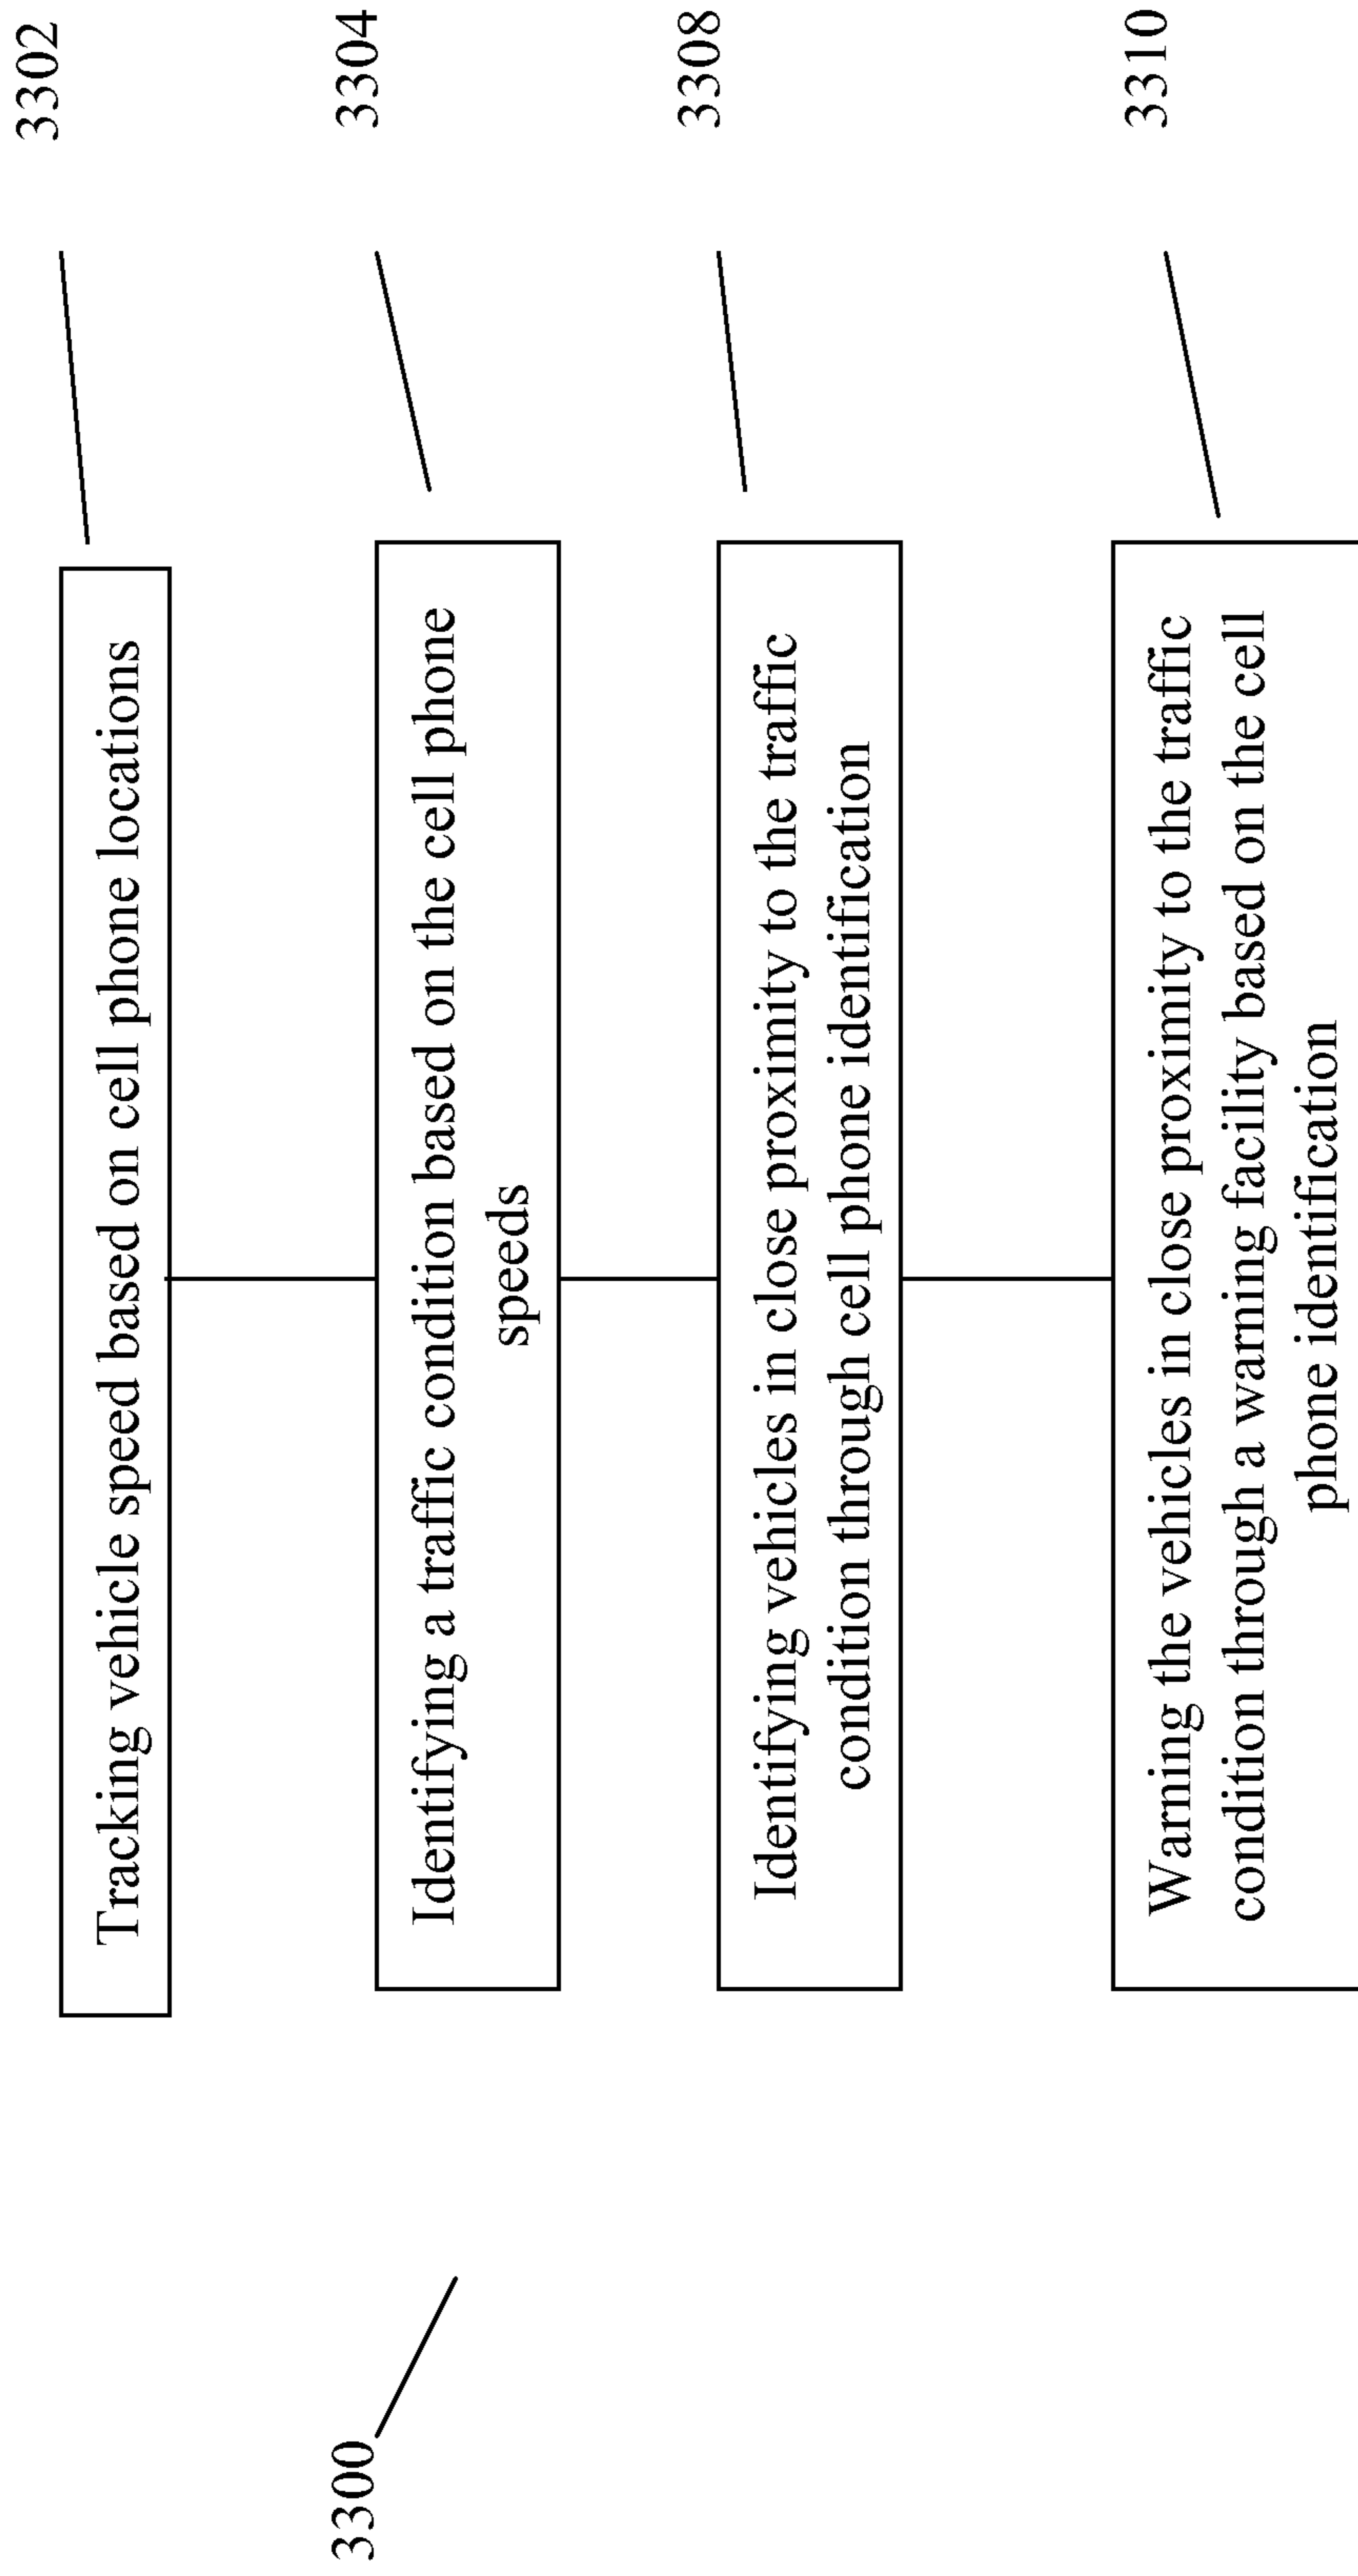 3300
3302
Tracking vehicle speed based on cell phone locations
3304
Identifying a traffic condition based on the cell phone
speeds
3308
Identifying vehicles in close proximity to the traffic
condition through cell phone identification
3310
Warning the vehicles in close proximity to the traffic
condition through a warning facility based on the cell
phone identification